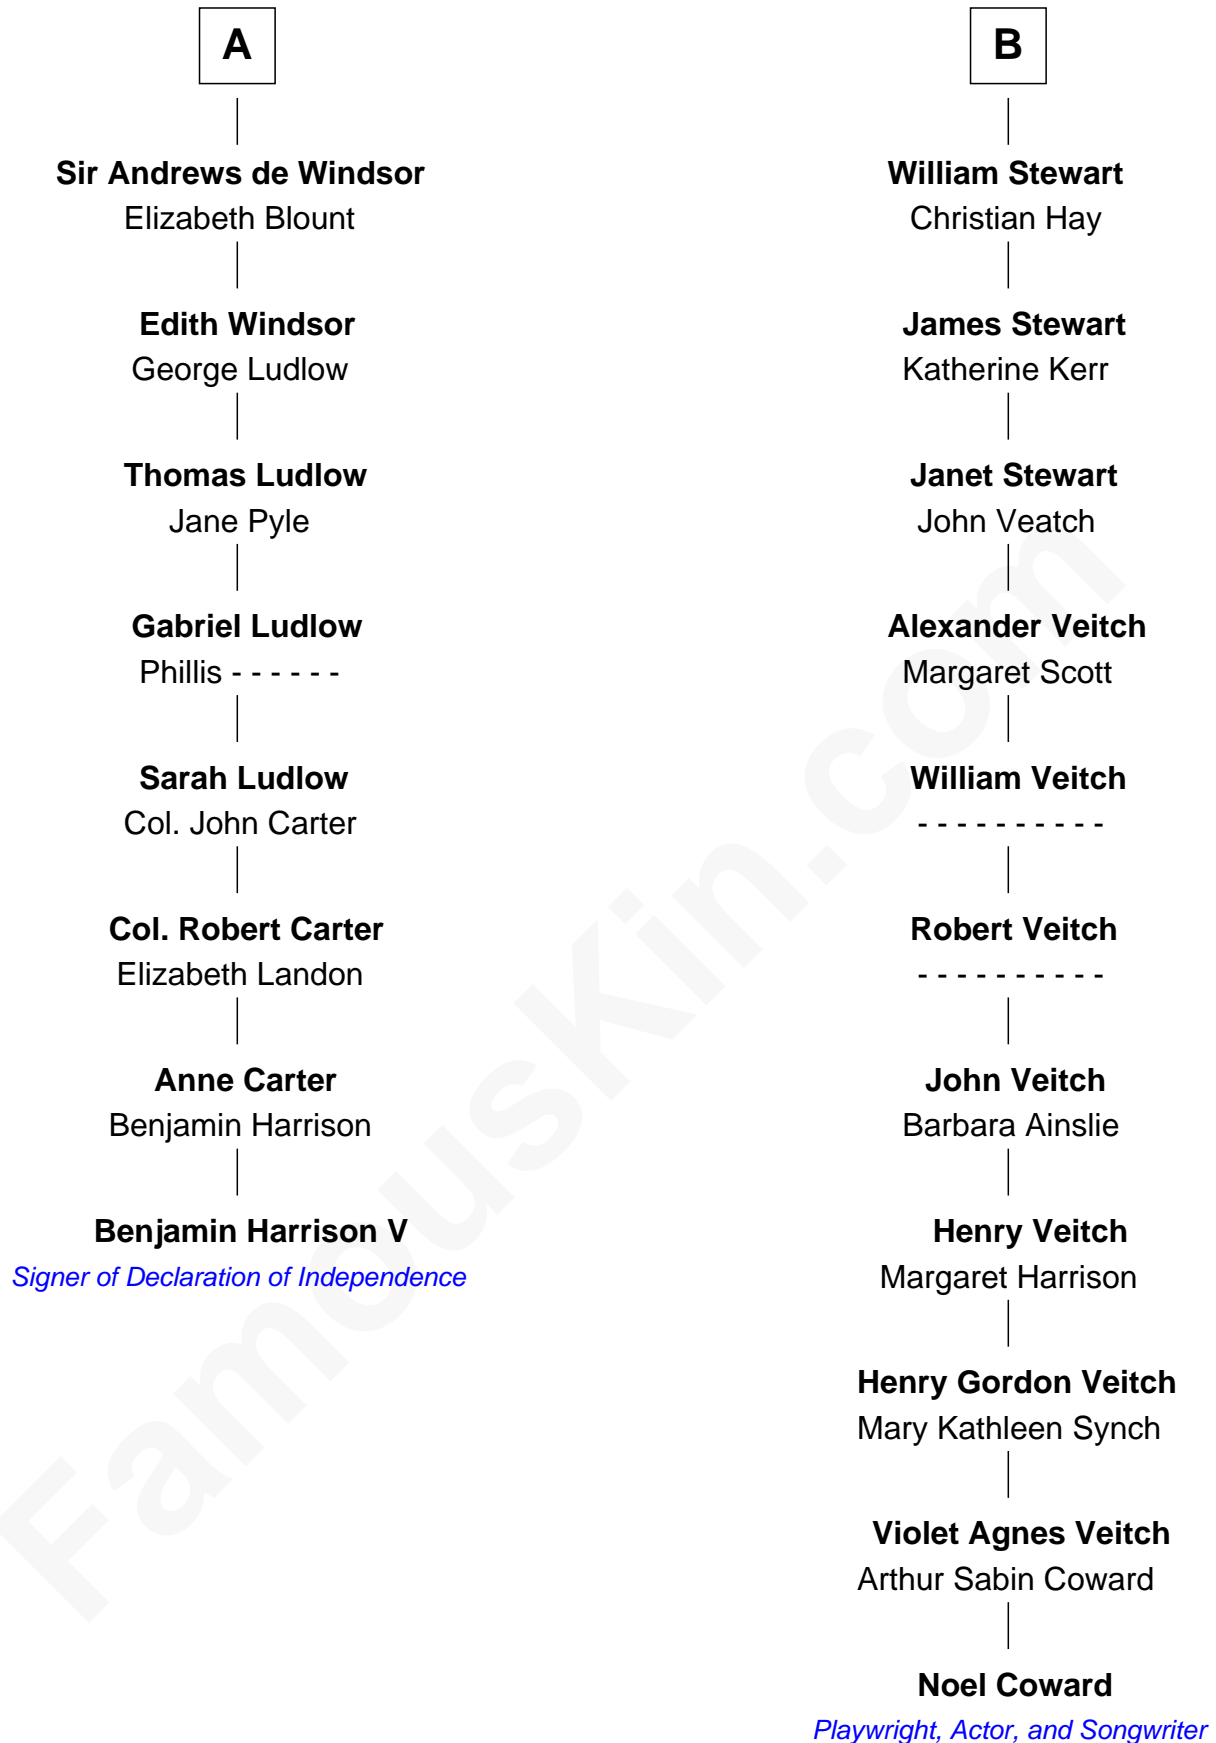 A
Sir Andrews de Windsor
Elizabeth Blount
Edith Windsor
George Ludlow
Thomas Ludlow
Jane Pyle
Gabriel Ludlow
Phillis - - - - - -
Sarah Ludlow
Col. John Carter
Col. Robert Carter
Elizabeth Landon
Anne Carter
Benjamin Harrison
Benjamin Harrison V
Signer of Declaration of Independence
B
William Stewart
Christian Hay
James Stewart
Katherine Kerr
Janet Stewart
John Veatch
Alexander Veitch
Margaret Scott
William Veitch
- - - - - - - - - -
Robert Veitch
- - - - - - - - - -
John Veitch
Barbara Ainslie
Henry Veitch
Margaret Harrison
Henry Gordon Veitch
Mary Kathleen Synch
Violet Agnes Veitch
Arthur Sabin Coward
Noel Coward
Playwright, Actor, and Songwriter
FamousKin.com